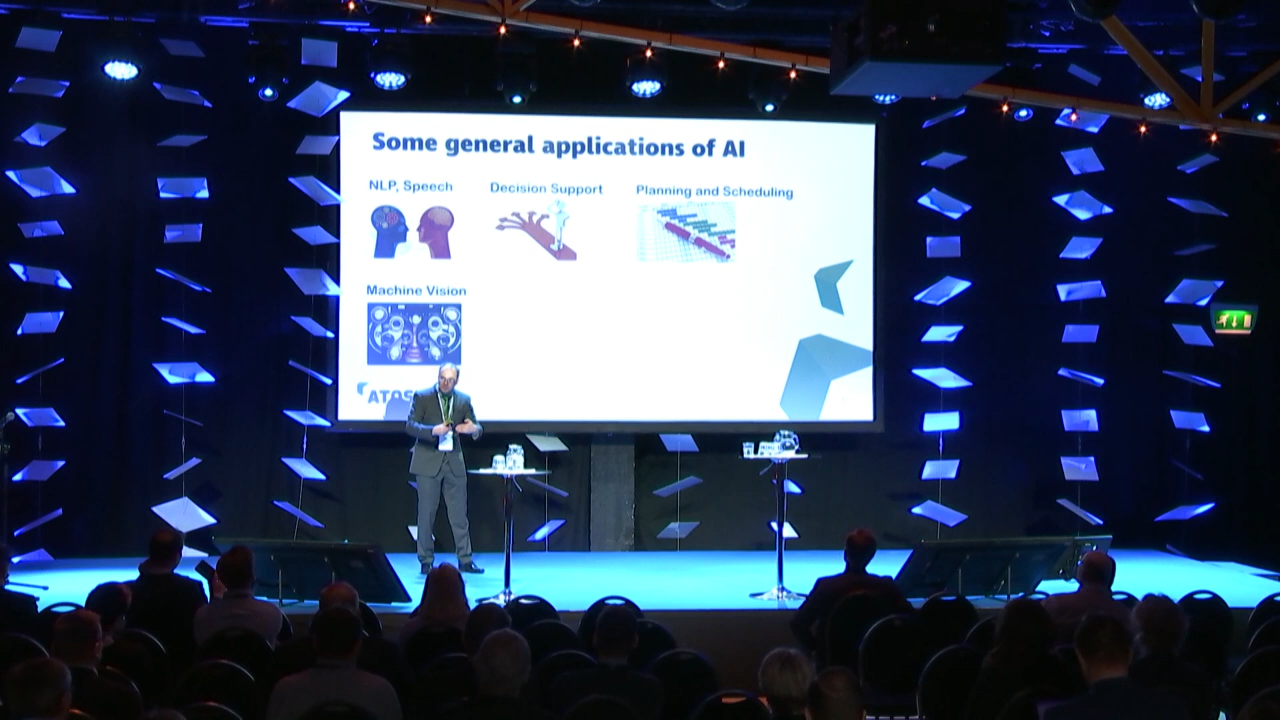 Some general applications of AI
NLP, Speech
Decision Support
Planning and Scheduling
Machine Vision